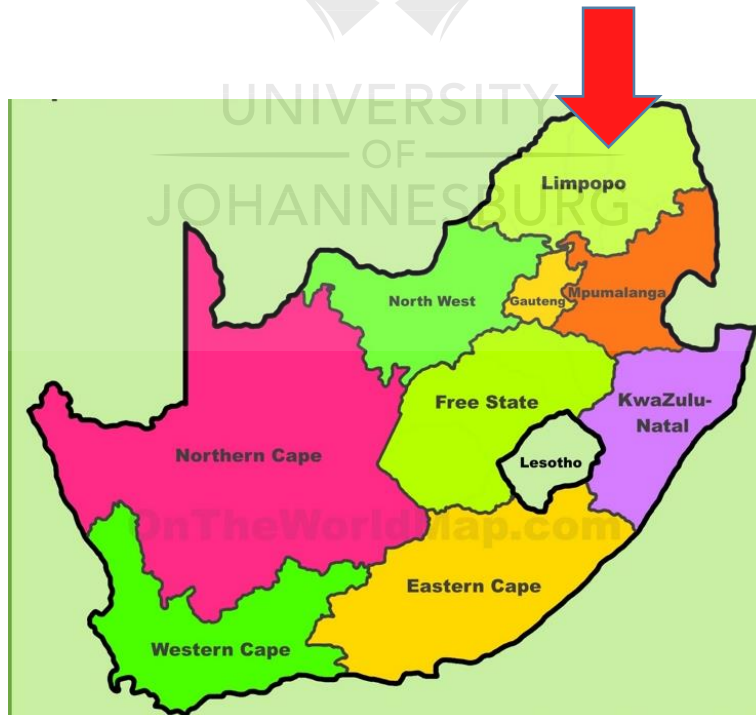 UNIVERSITY
OF
JOHANNESBURG
Limpopo
North West
Gauteng
Mpumalanga
Free State
KwaZulu-
Natal
Northern Cape
Lesotho
OnTheWorldMap.com
Eastern Cape
Western Cape